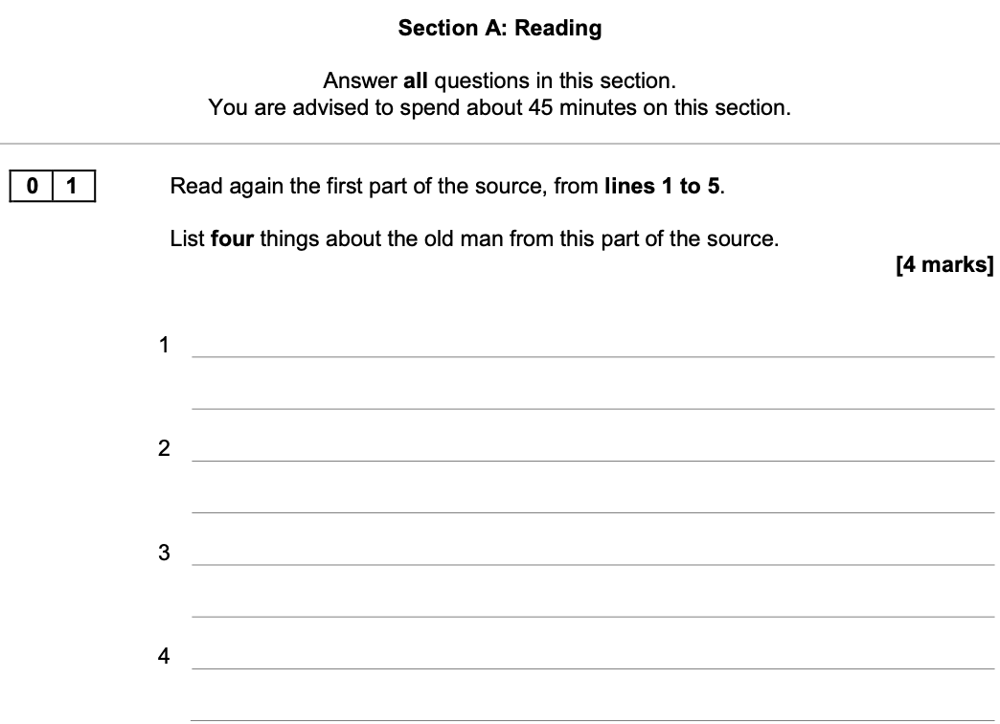 Section A: Reading
Answer all questions in this section.
You are advised to spend about 45 minutes on this section.
0 1 Read again the first part of the source, from lines 1 to 5.
List four things about the old man from this part of the source.
[4 marks]
1
2
3
4